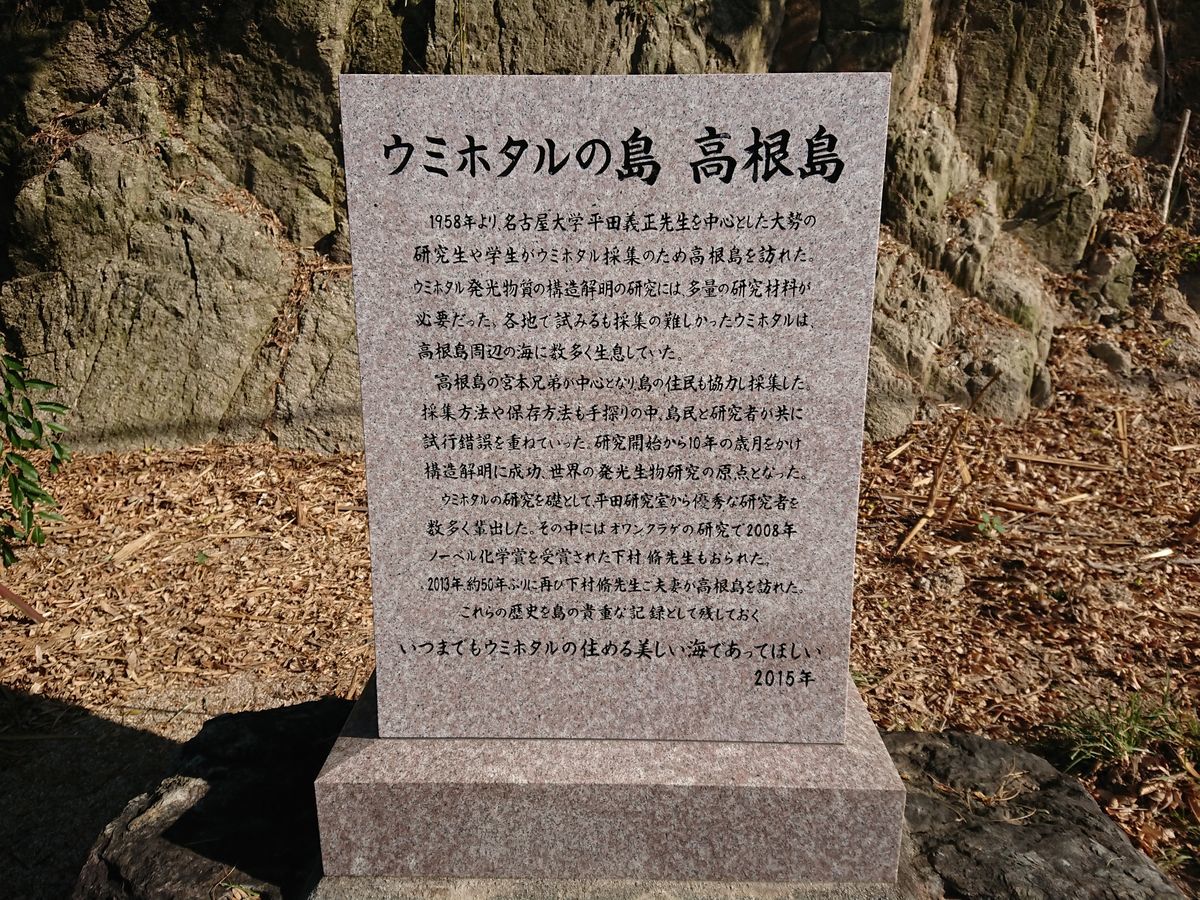 ウミホタルの島 高根島
1958年より、名古屋大学 平田義正先生を中心とした大勢の
研究生や学生がウミホタル採集のため高根島を訪れた。
ウミホタル発光物質の構造解明の研究には、多量の研究材料が
必要だった。各地で試みるも採集の難しかったウミホタルは、
高根島周辺の海に数多く生息していた。
高根島の宮本兄弟が中心となり、島の住民も協力し採集した。
採集方法や保存方法も手探りの中、島民と研究者が共に
試行錯誤を重ねていった。研究開始から10年の歳月をかけ
構造解明に成功、世界の発光生物研究の原点となった。
ウミホタルの研究を礎として、平田研究室から優秀な研究者を
数多く輩出した。その中にはオワンクラゲの研究で2008年
ノーベル化学賞を受賞された下村 脩先生もおられた。
2013年、約50年ぶりに再び下村脩先生ご夫妻が高根島を訪れた。
これらの歴史を島の貴重な記録として残しておく
いつまでもウミホタルの住める美しい海であってほしい
2015年